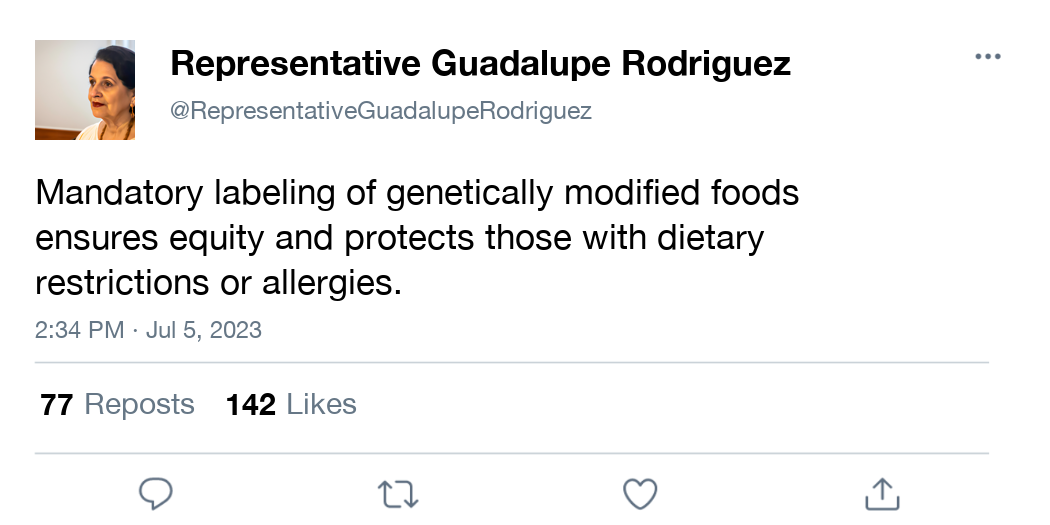 Representative Guadalupe Rodriguez
@RepresentativeGuadalupeRodriguez
Mandatory labeling of genetically modified foods
ensures equity and protects those with dietary
restrictions or allergies.
2:34 PM · Jul 5, 2023
77 Reposts 142 Likes